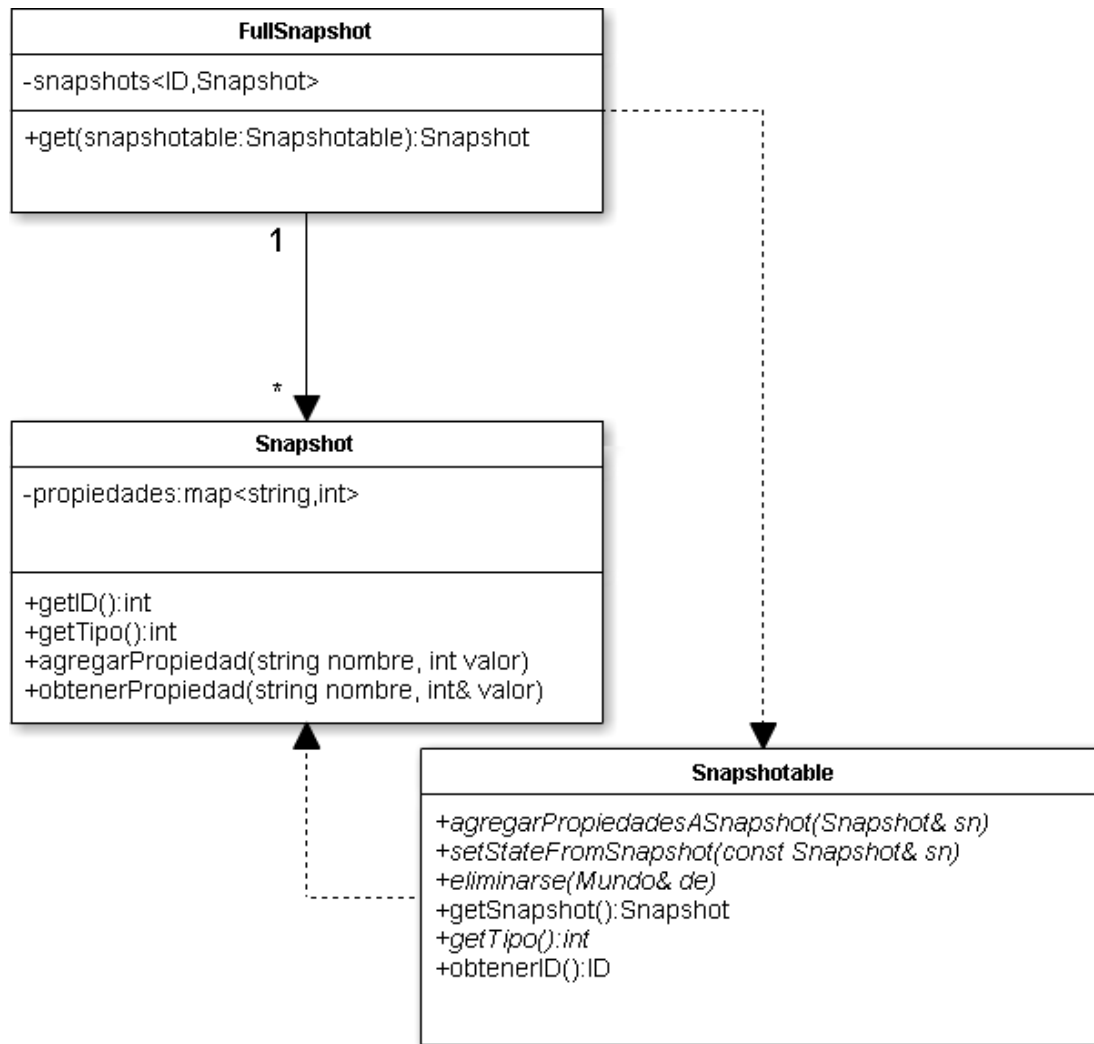 FullSnapshot
-snapshots<ID,Snapshot>
+get(snapshotable:Snapshotable):Snapshot
1
*
Snapshot
-propiedades:map<string,int>
+getID():int
+getTipo():int
+agregarPropiedad(string nombre, int valor)
+obtenerPropiedad(string nombre, int& valor)
Snapshotable
+agregarPropiedadesASnapshot(Snapshot& sn)
+setStateFromSnapshot(const Snapshot& sn)
+eliminarse(Mundo& de)
+getSnapshot():Snapshot
+getTipo():int
+obtenerID():ID